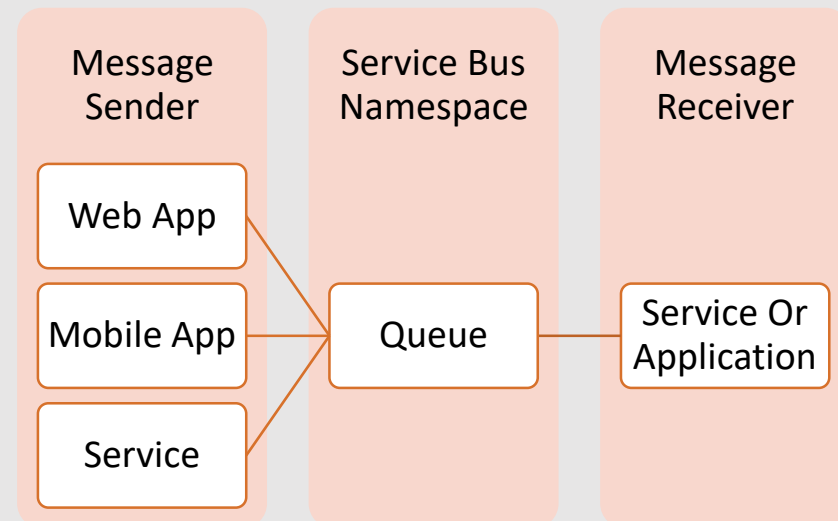 Message
Sender
Service Bus
Namespace
Message
Receiver
Web App
Mobile App
Service
Queue
Service Or
Application